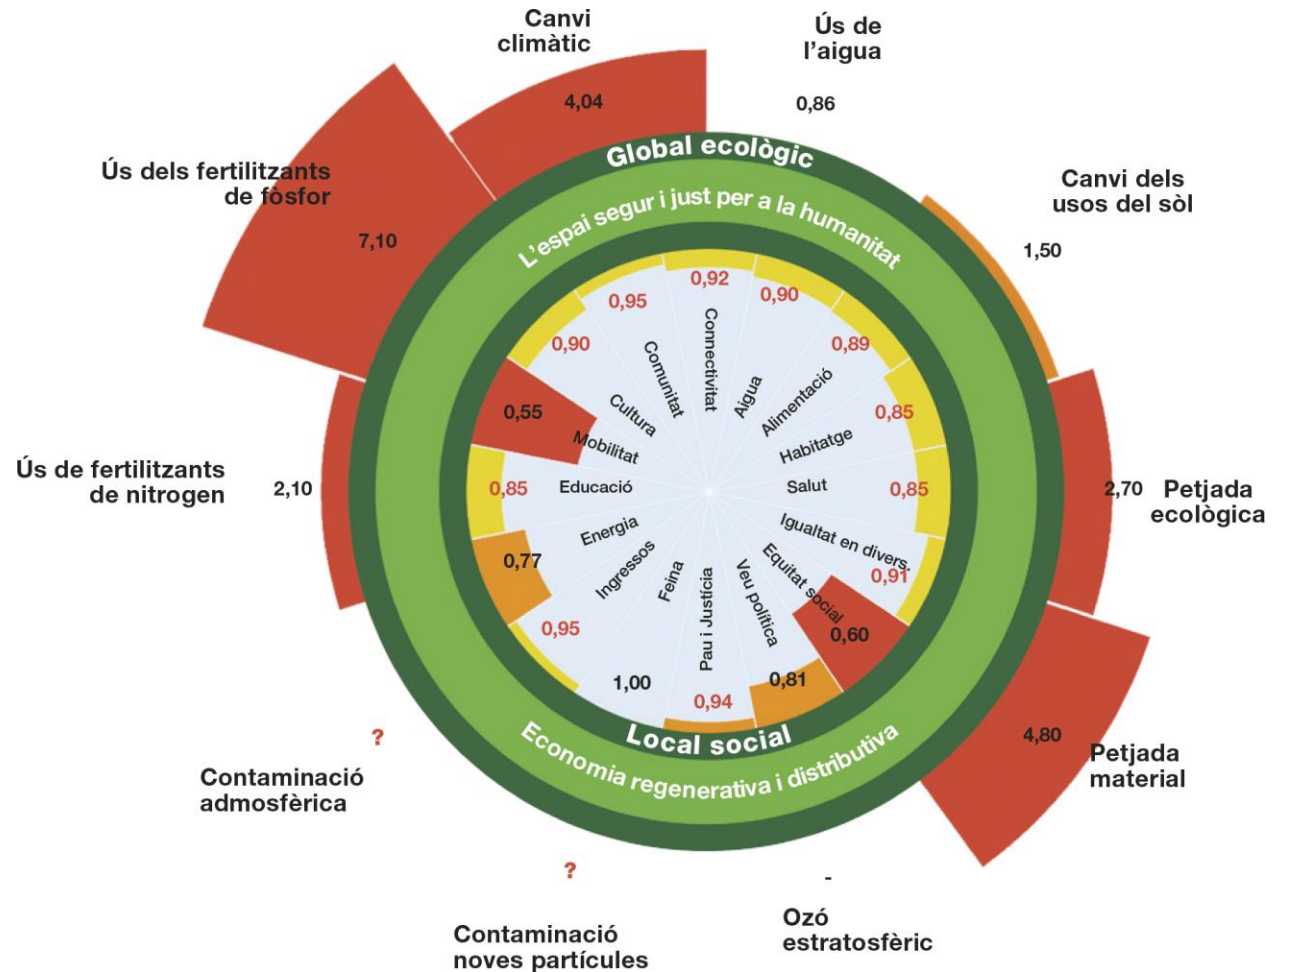 Canvi
climàtic
4,04
Ús de
l'aigua
0,86
Canvi dels
usos del sòl
1,50
Petjada
ecològica
2,70
Petjada
material
4,80
Ozó
estratosfèric
-
Contaminació
noves partícules
?
Contaminació
admosfèrica
?
Ús de fertilitzants
de nitrogen
2,10
Ús dels fertilitzants
de fòsfor
7,10
Global ecològic
L'espai segur i just per a la humanitat
Connectivitat
0,92
Aigua
0,90
Alimentació
0,89
Habitatge
0,85
Salut
0,85
Igualtat en divers.
0,91
Equitat social
0,60
Veu política
0,81
Pau i Justícia
0,94
Feina
1,00
Ingressos
0,95
Energia
0,77
Educació
0,85
Mobilitat
0,55
Cultura
0,90
Comunitat
0,95
Local social
Economia regenerativa i distributiva